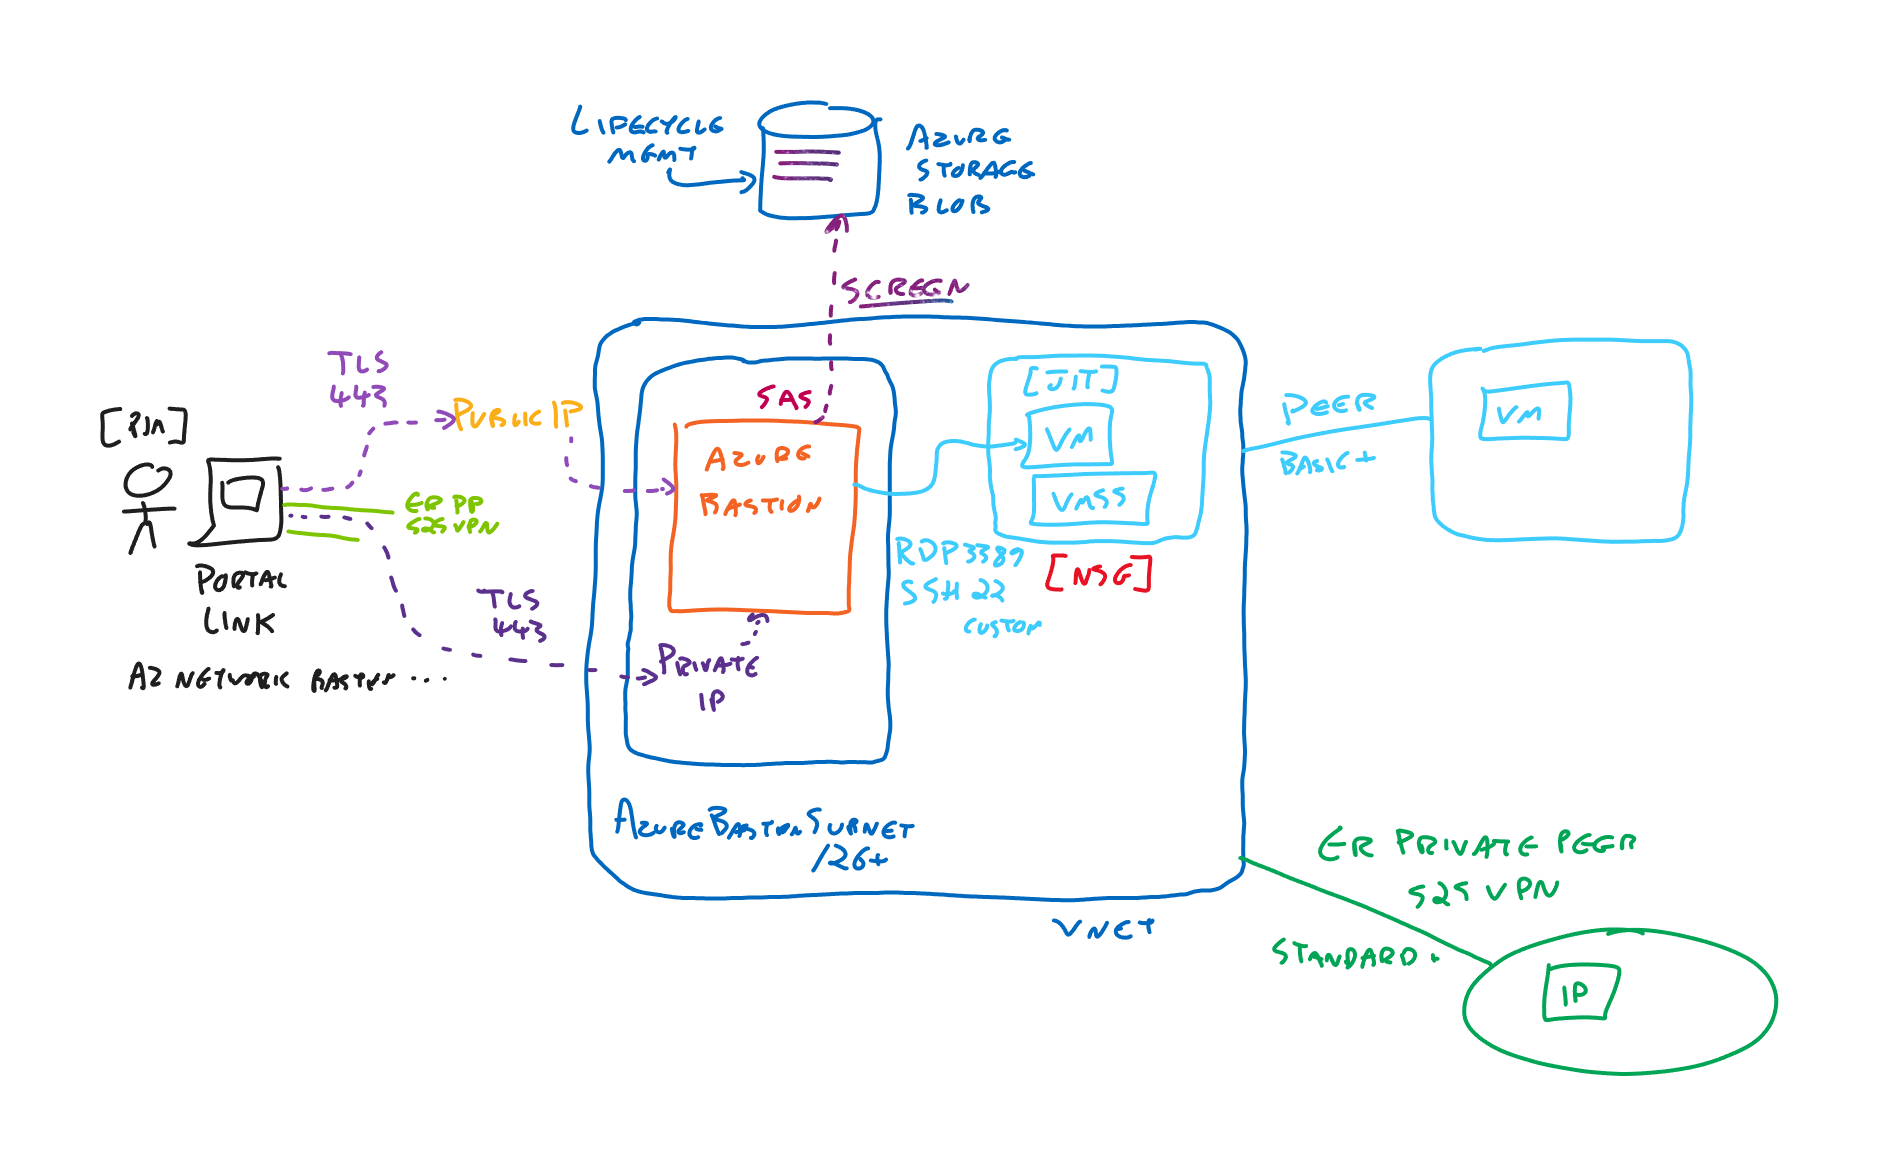 LIFECYCLE
MGMT
AZURE
STORAGE
BLOB
SCREEN
TLS
443
PUBLIC IP
[PIM]
ER PP
S2S VPN
PORTAL
LINK
AZ NETWORK BASTION ...
TLS
443
SAS
AZURE
BASTION
PRIVATE
IP
[JIT]
VM
VMSS
RDP 3389
SSH 22
CUSTOM
[NSG]
AZUREBASTIONSUBNET
/26+
VNET
PEER
BASIC +
VM
ER PRIVATE PEER
S2S VPN
STANDARD +
IP